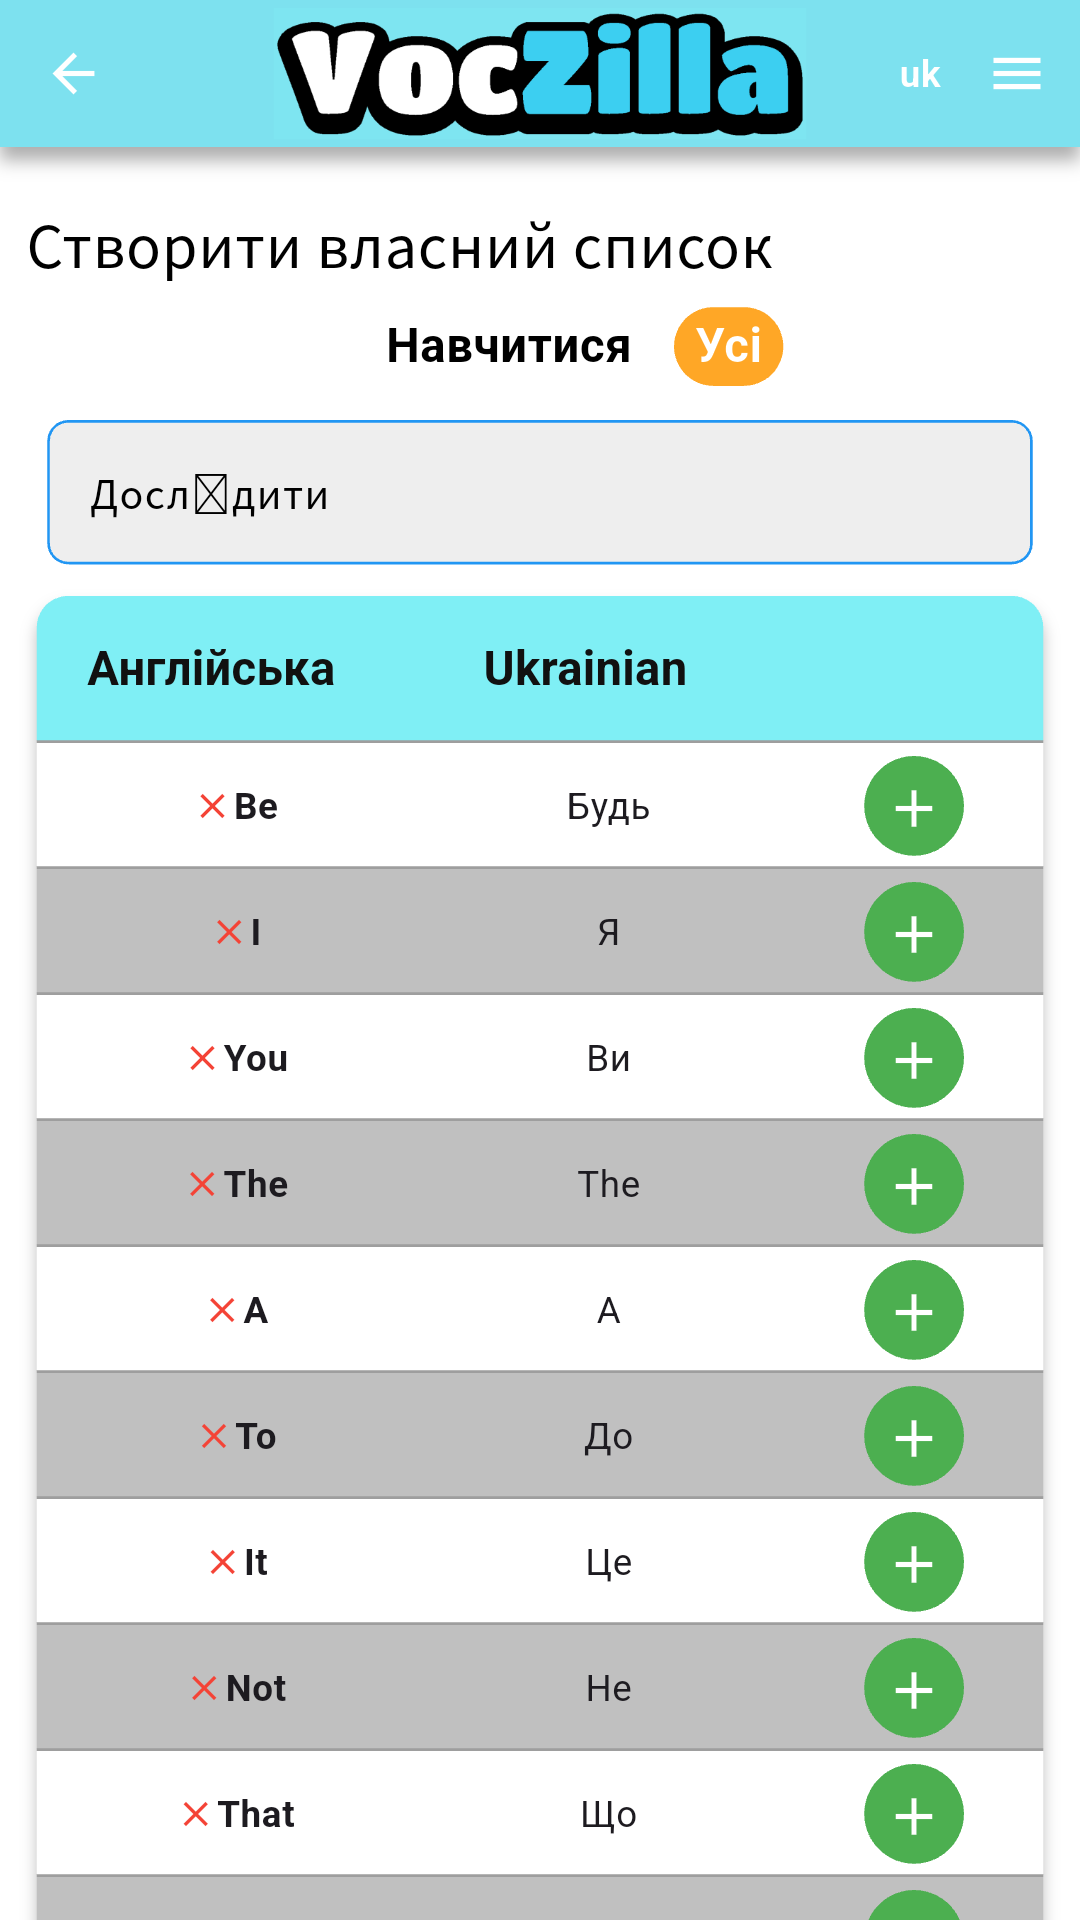 VocZilla
uk
Створити власний список
Навчитися Усі
Досл☒дити
Англійська Ukrainian
Be Будь
I Я
You Ви
The The
A А
To До
It Це
Not Не
That Що